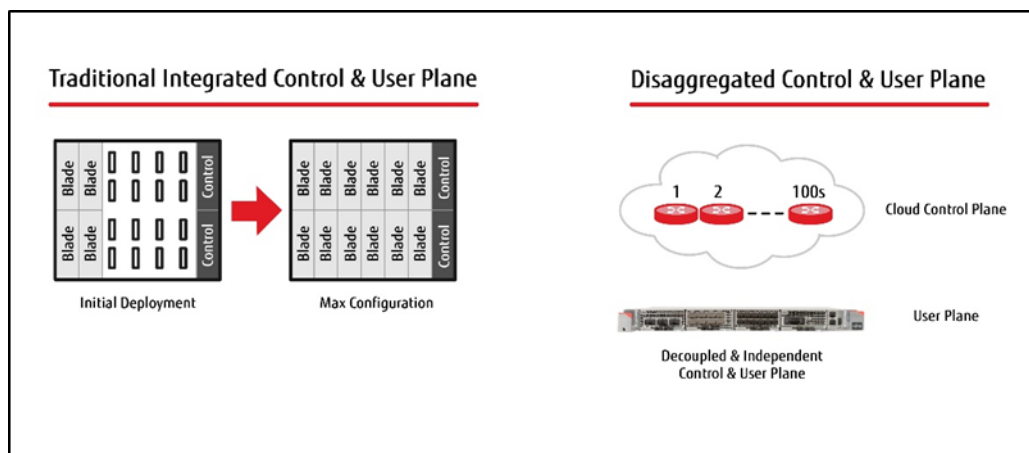 Traditional Integrated Control & User Plane
Blade Blade Control
Blade Blade Control
Initial Deployment
Blade Blade Blade Blade Blade Blade Control
Blade Blade Blade Blade Blade Blade Control
Max Configuration
Disaggregated Control & User Plane
1 2 100s
Cloud Control Plane
User Plane
Decoupled & Independent
Control & User Plane